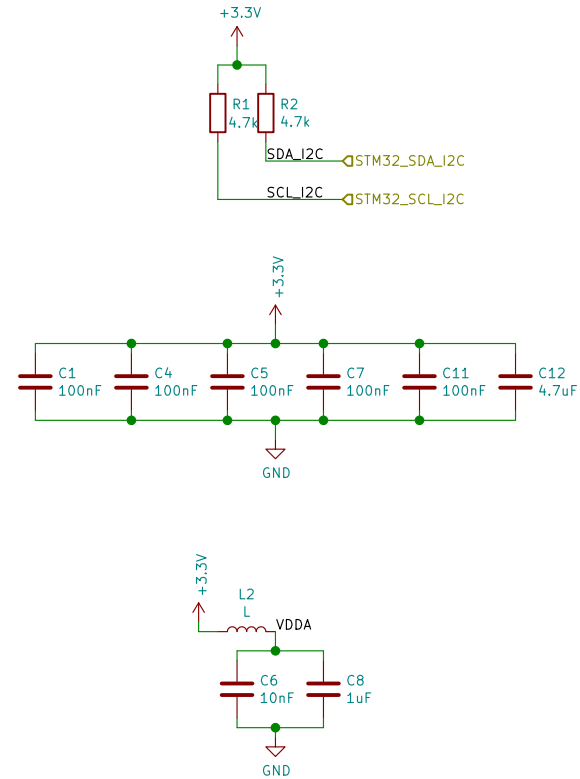 +3.3V
R1
4.7k
R2
4.7k
SDA_I2C
STM32_SDA_I2C
SCL_I2C
STM32_SCL_I2C
+3.3V
C1
100nF
C4
100nF
C5
100nF
C7
100nF
C11
100nF
C12
4.7uF
GND
+3.3V
L2
L
VDDA
C6
10nF
C8
1uF
GND